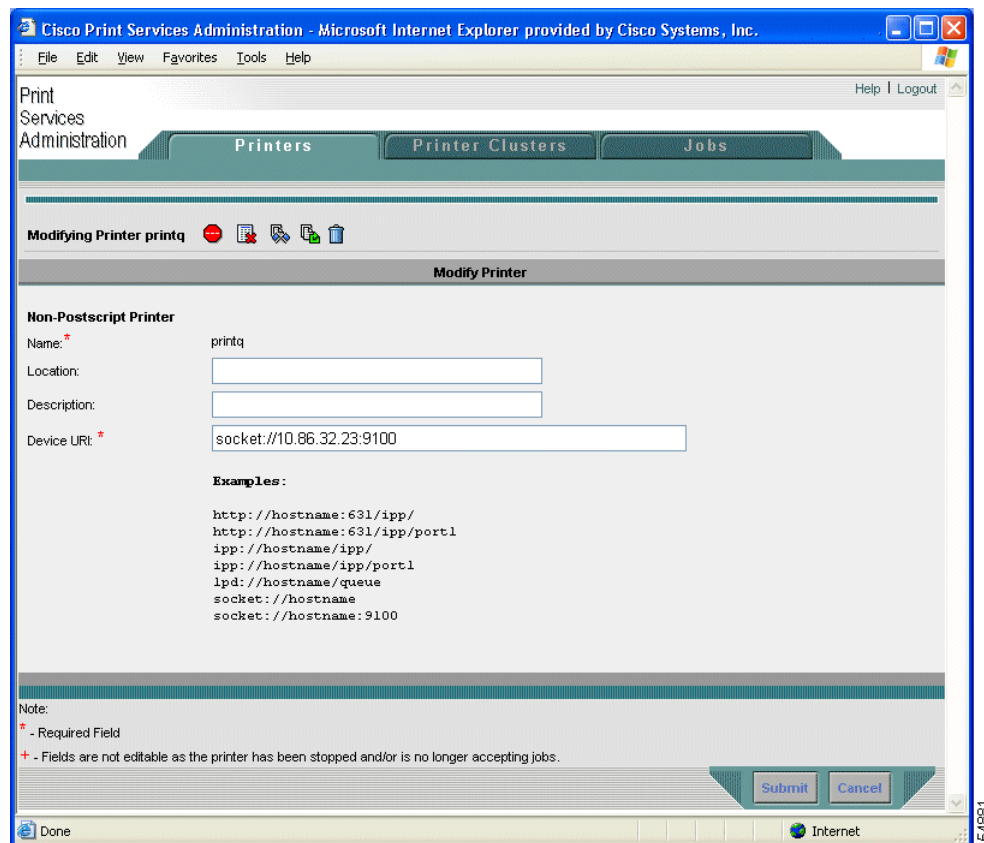 Cisco Print Services Administration - Microsoft Internet Explorer provided by Cisco Systems, Inc.
File Edit View Favorites Tools Help
Help | Logout
Print
Services
Administration
Printers Printer Clusters Jobs
Modifying Printer printq
Modify Printer
Non-Postscript Printer
Name:* printq
Location:
Description:
Device URI: * socket://10.86.32.23:9100
Examples:
http://hostname:631/ipp/
http://hostname:631/ipp/port1
ipp://hostname/ipp/
ipp://hostname/ipp/port1
lpd://hostname/queue
socket://hostname
socket://hostname:9100
Note:
* - Required Field
+ - Fields are not editable as the printer has been stopped and/or is no longer accepting jobs.
Submit Cancel
Done Internet